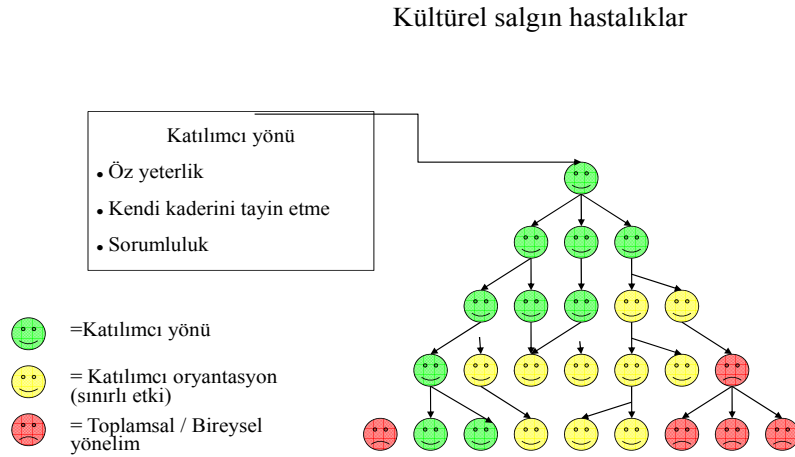 Kültürel salgın hastalıklar
Katılımcı yönü
• Öz yeterlik
• Kendi kaderini tayin etme
• Sorumluluk
=Katılımcı yönü
= Katılımcı oryantasyon
(sınırlı etki)
= Toplamsal / Bireysel
yönelim